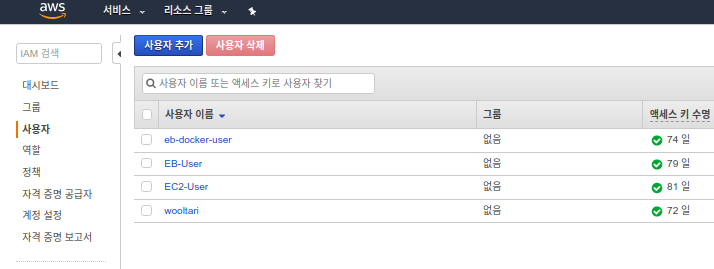 aws 서비스 리소스 그룹
IAM 검색
대시보드
그룹
사용자
역할
정책
자격 증명 공급자
계정 설정
자격 증명 보고서
사용자 추가 사용자 삭제
사용자 이름 또는 액세스 키로 사용자 찾기
사용자 이름 그룹 액세스 키 수명
eb-docker-user 없음 74 일
EB-User 없음 79 일
EC2-User 없음 81 일
wooltari 없음 72 일